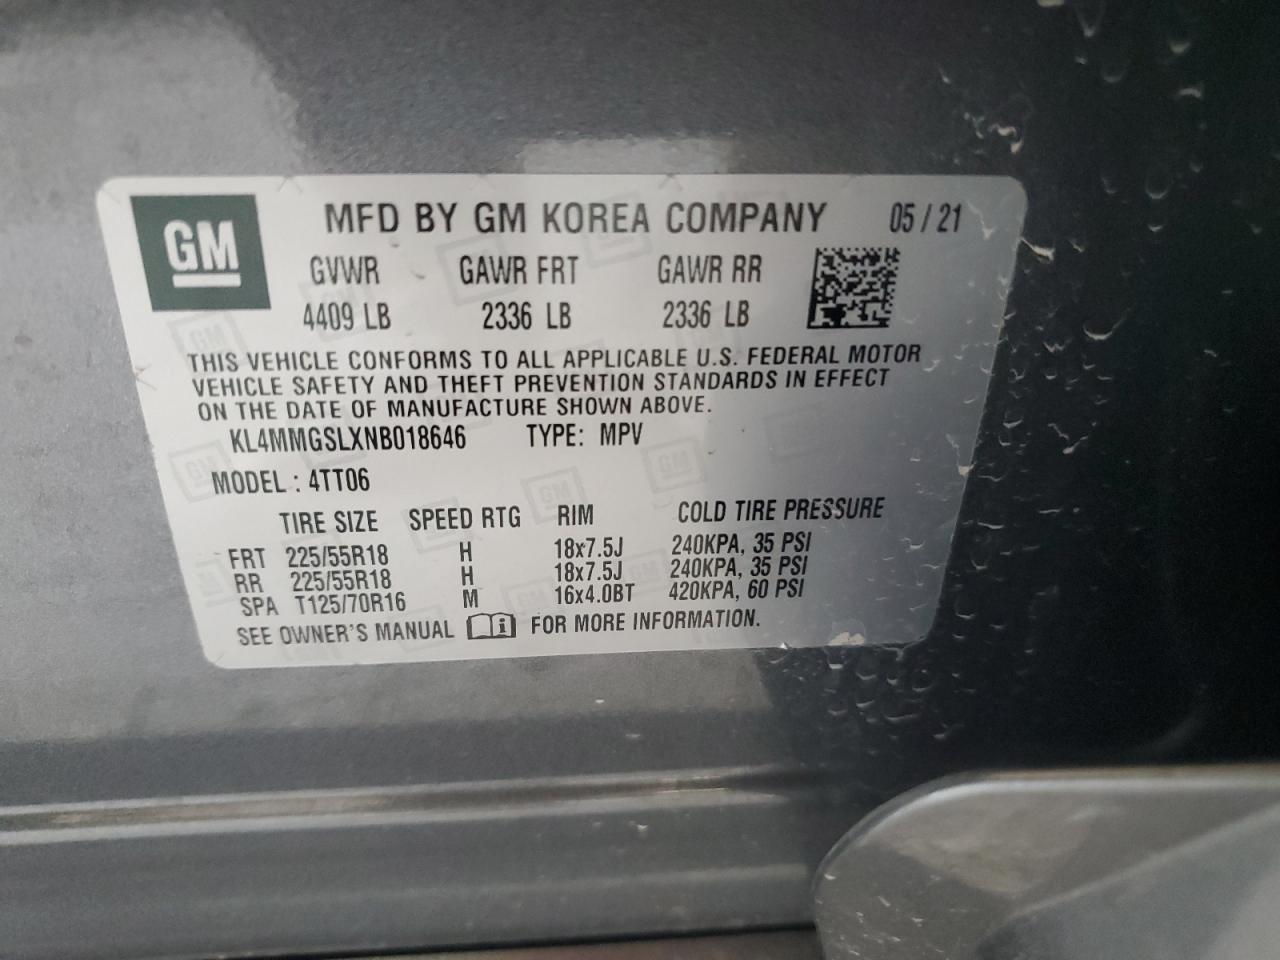 GM
MFD BY GM KOREA COMPANY 05 / 21
GVWR GAWR FRT GAWR RR
4409 LB 2336 LB 2336 LB
THIS VEHICLE CONFORMS TO ALL APPLICABLE U.S. FEDERAL MOTOR
VEHICLE SAFETY AND THEFT PREVENTION STANDARDS IN EFFECT
ON THE DATE OF MANUFACTURE SHOWN ABOVE.
KL4MMGSLXNB018646 TYPE: MPV
MODEL : 4TT06
TIRE SIZE SPEED RTG RIM COLD TIRE PRESSURE
FRT 225/55R18 H 18x7.5J 240KPA, 35 PSI
RR 225/55R18 H 18x7.5J 240KPA, 35 PSI
SPA T125/70R16 M 16x4.0BT 420KPA, 60 PSI
SEE OWNER'S MANUAL i FOR MORE INFORMATION.